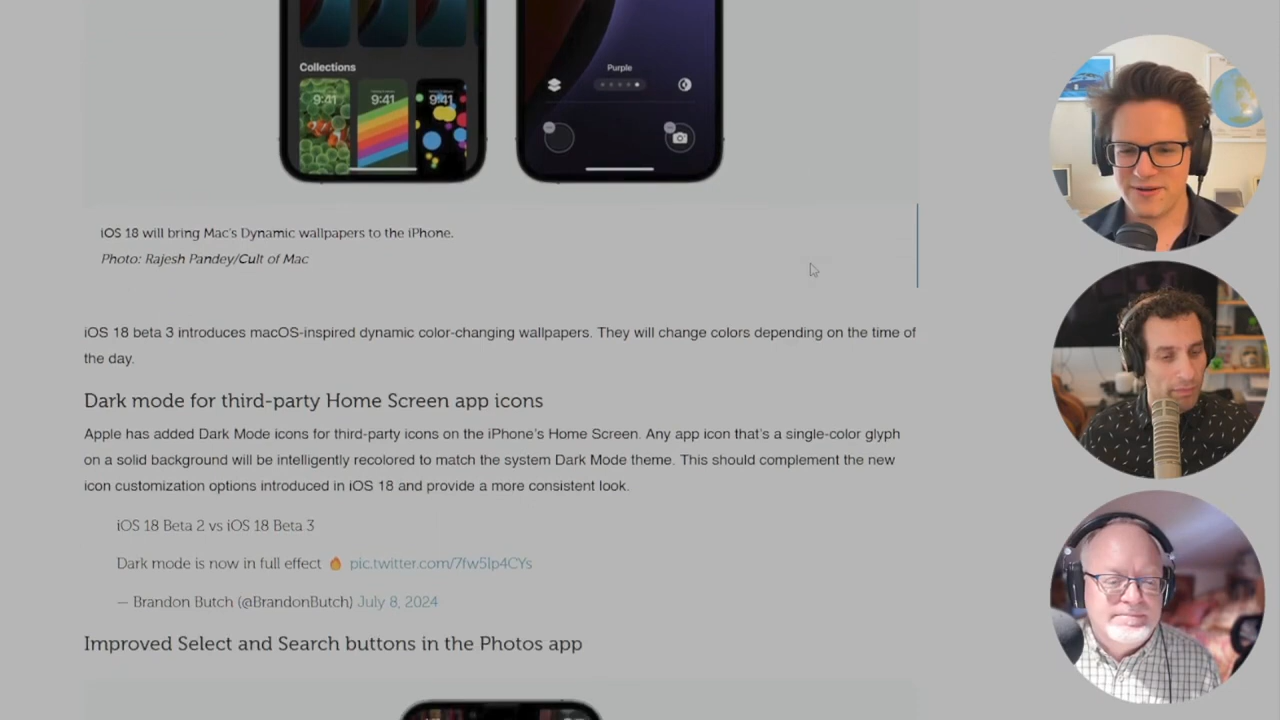 Collections
9:41
9:41
9:41
Purple
iOS 18 will bring Mac's Dynamic wallpapers to the iPhone.
Photo: Rajesh Pandey/Cult of Mac
iOS 18 beta 3 introduces macOS-inspired dynamic color-changing wallpapers. They will change colors depending on the time of
the day.
Dark mode for third-party Home Screen app icons
Apple has added Dark Mode icons for third-party icons on the iPhone's Home Screen. Any app icon that's a single-color glyph
on a solid background will be intelligently recolored to match the system Dark Mode theme. This should complement the new
icon customization options introduced in iOS 18 and provide a more consistent look.
iOS 18 Beta 2 vs iOS 18 Beta 3
Dark mode is now in full effect 🔥 pic.twitter.com/7fw5lp4CYs
— Brandon Butch (@BrandonButch) July 8, 2024
Improved Select and Search buttons in the Photos app